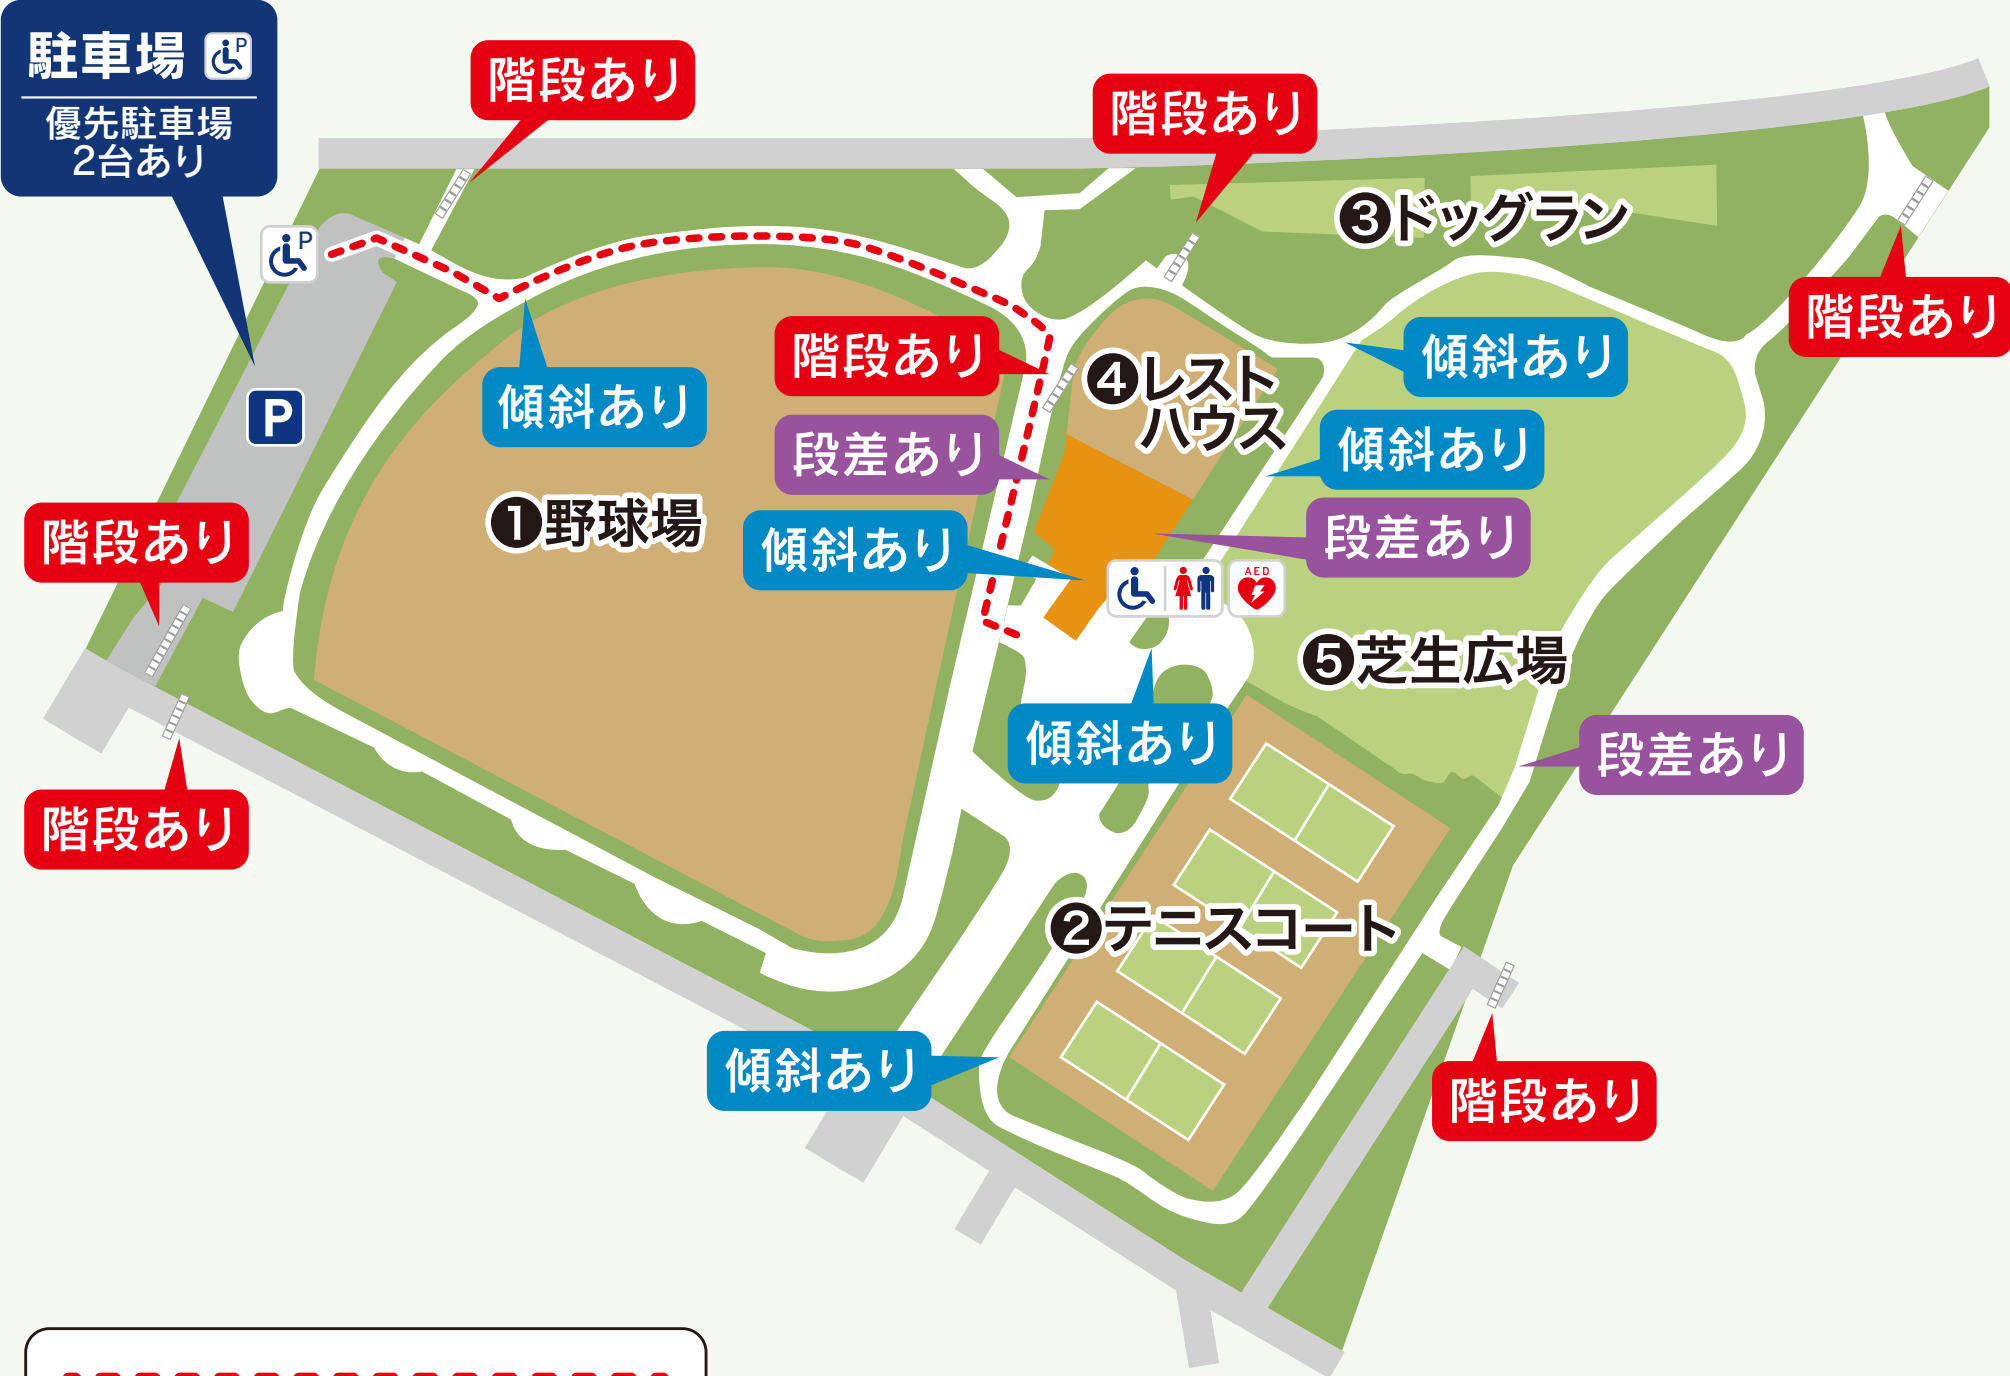 駐車場 P
優先駐車場
2台あり
階段あり
階段あり
❸ドッグラン
P
階段あり
階段あり
傾斜あり
❹レスト
ハウス
傾斜あり
P
傾斜あり
段差あり
❶野球場
階段あり
傾斜あり
段差あり
AED
❺芝生広場
傾斜あり
段差あり
階段あり
❷テニスコート
傾斜あり
階段あり